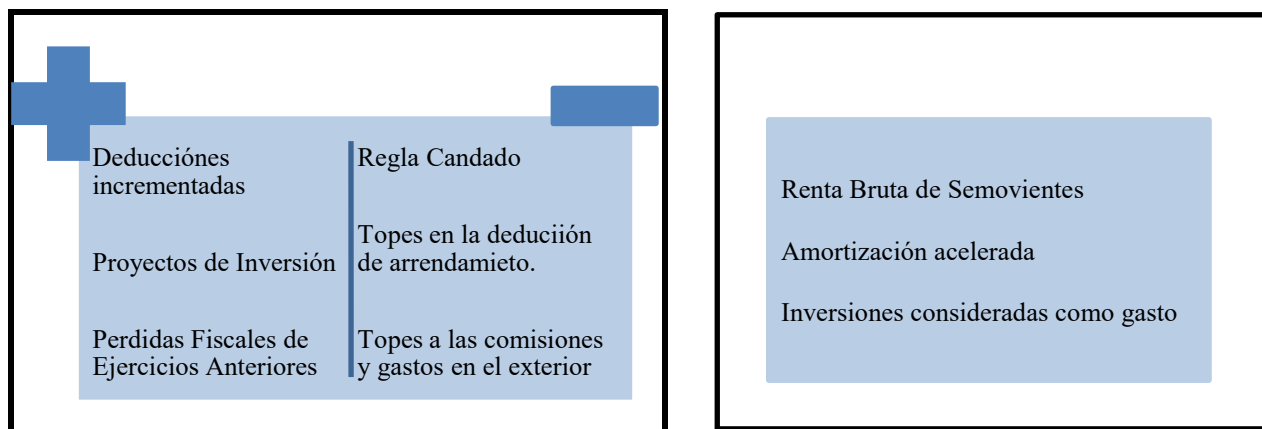 Deducciónes
incrementadas
Proyectos de Inversión
Perdidas Fiscales de
Ejercicios Anteriores
Regla Candado
Topes en la deduciión
de arrendamieto.
Topes a las comisiones
y gastos en el exterior
Renta Bruta de Semovientes
Amortización acelerada
Inversiones consideradas como gasto